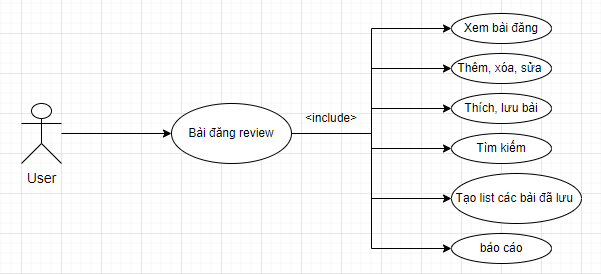 Xem bài đăng
Thêm, xóa, sửa
Thích, lưu bài
<include>
Bài đăng review
Tìm kiếm
User
Tạo list các bài đã lưu
báo cáo